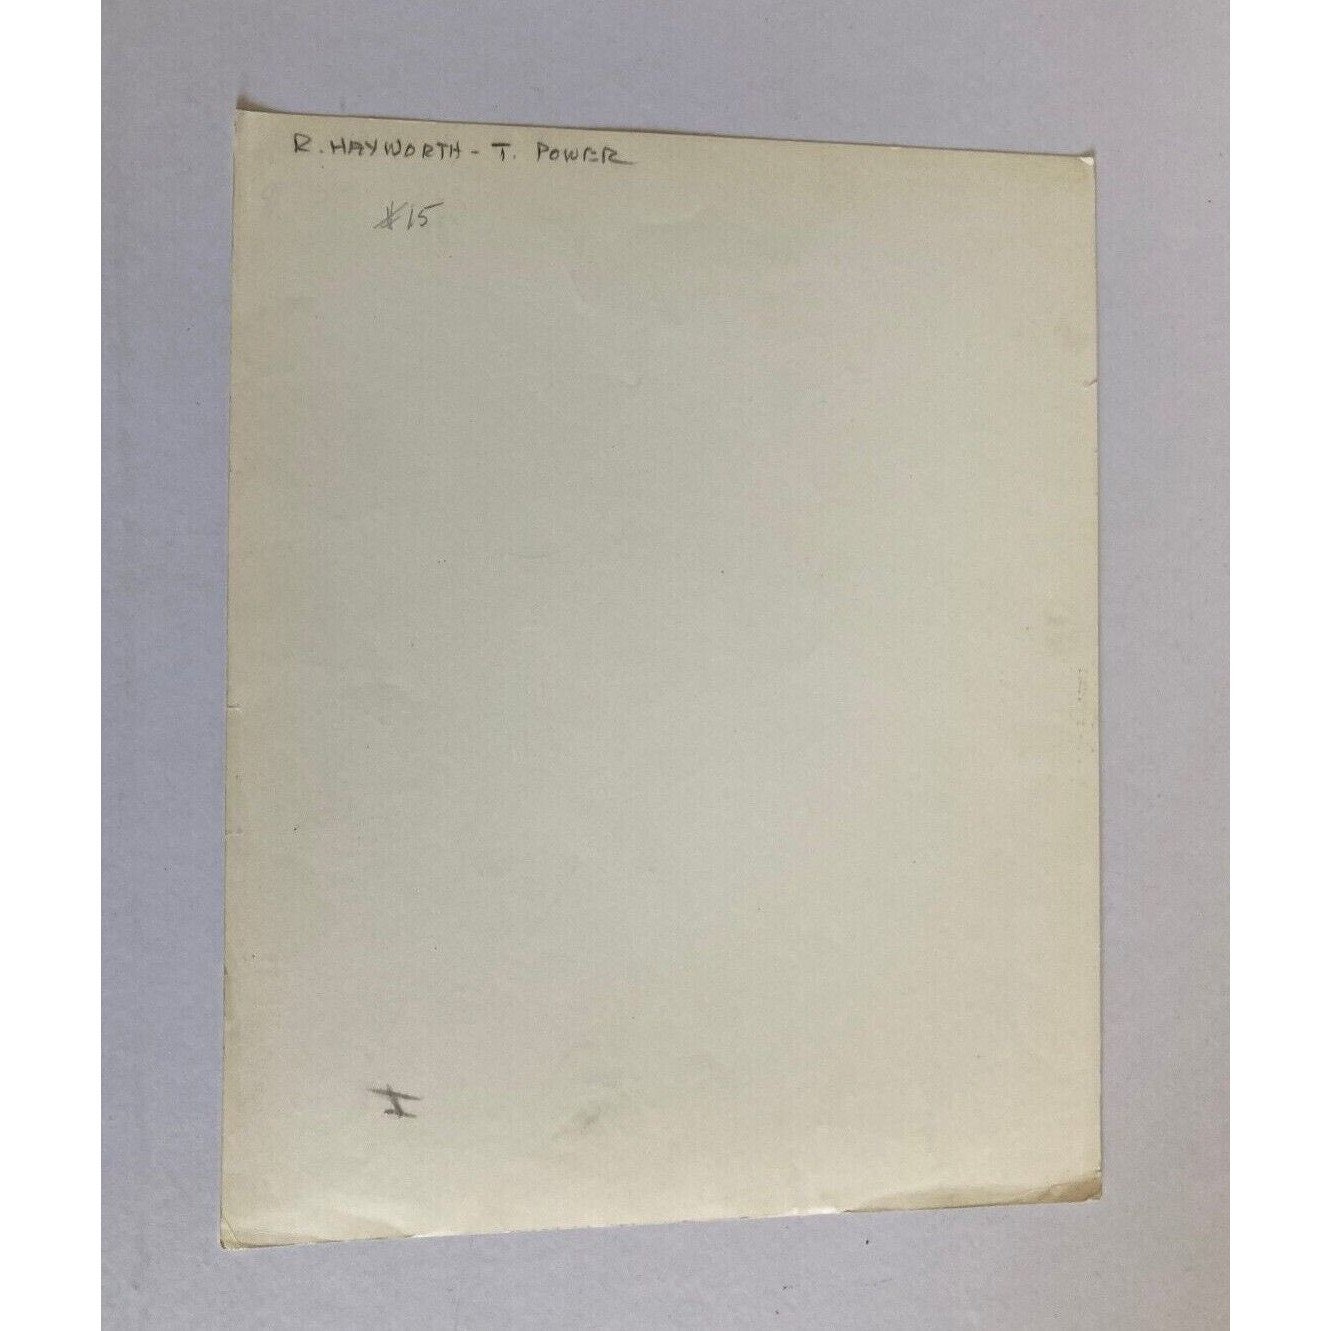 R. HAYWORTH - T. POWER
$15
I